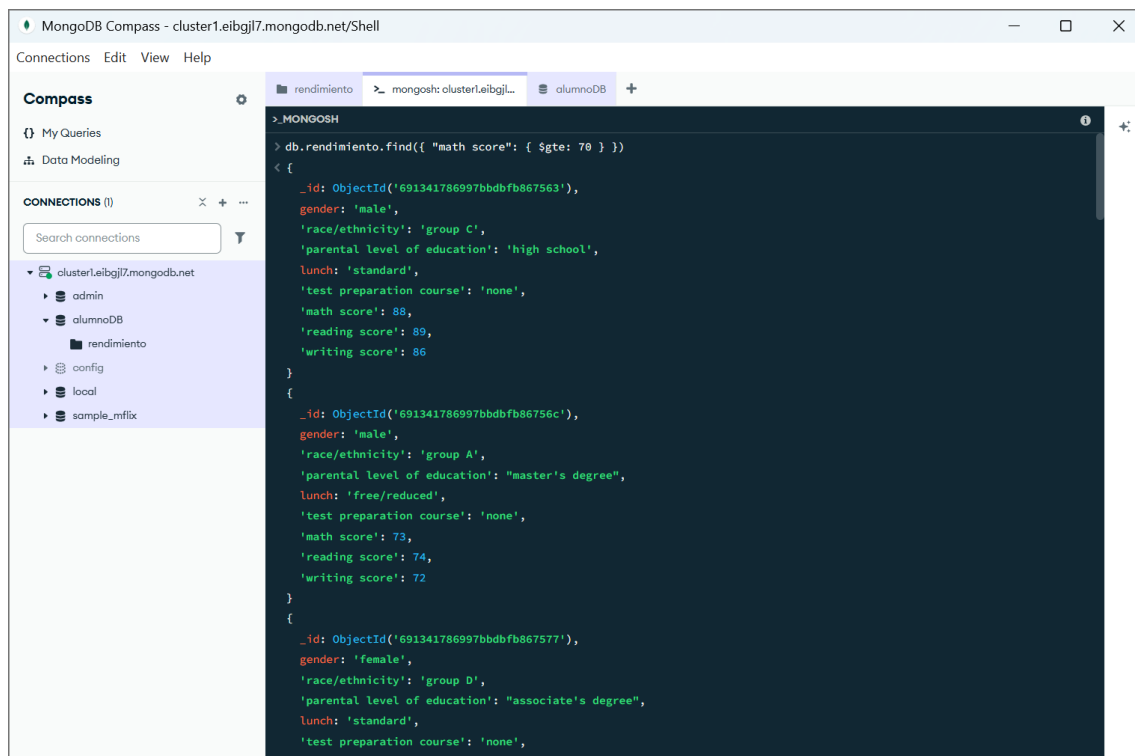 MongoDB Compass - cluster1.eibgjl7.mongodb.net/Shell
Connections Edit View Help
Compass
My Queries
Data Modeling
CONNECTIONS (1)
Search connections
cluster1.eibgjl7.mongodb.net
admin
alumnoDB
rendimiento
config
local
sample_mflix
rendimiento
>_ mongosh: cluster1.eibgjl...
alumnoDB
>_MONGOSH
> db.rendimiento.find({ "math score": { $gte: 70 } })
< {
_id: ObjectId('691341786997bbdbfb867563'),
gender: 'male',
'race/ethnicity': 'group C',
'parental level of education': 'high school',
lunch: 'standard',
'test preparation course': 'none',
'math score': 88,
'reading score': 89,
'writing score': 86
}
{
_id: ObjectId('691341786997bbdbfb86756c'),
gender: 'male',
'race/ethnicity': 'group A',
'parental level of education': "master's degree",
lunch: 'free/reduced',
'test preparation course': 'none',
'math score': 73,
'reading score': 74,
'writing score': 72
}
{
_id: ObjectId('691341786997bbdbfb867577'),
gender: 'female',
'race/ethnicity': 'group D',
'parental level of education': "associate's degree",
lunch: 'standard',
'test preparation course': 'none',